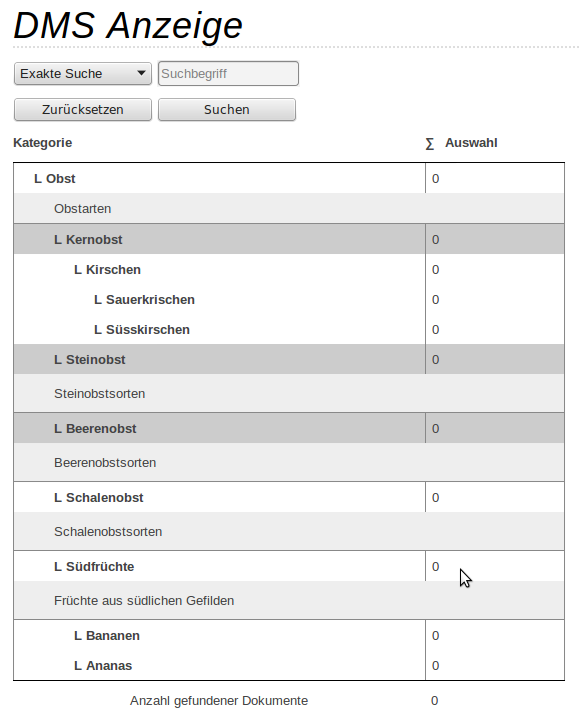 DMS Anzeige
Exakte Suche Suchbegriff
Zurücksetzen Suchen
Kategorie ∑ Auswahl
L Obst 0
Obstarten
L Kernobst 0
L Kirschen 0
L Sauerkrischen 0
L Süsskirschen 0
L Steinobst 0
Steinobstsorten
L Beerenobst 0
Beerenobstsorten
L Schalenobst 0
Schalenobstsorten
L Südfrüchte 0
Früchte aus südlichen Gefilden
L Bananen 0
L Ananas 0
Anzahl gefundener Dokumente 0